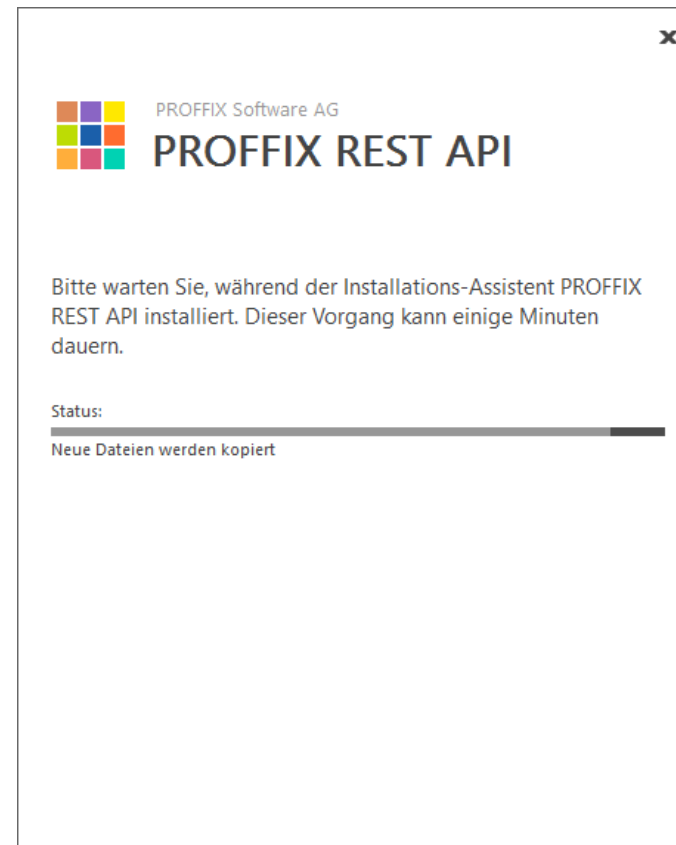 PROFFIX Software AG
PROFFIX REST API
Bitte warten Sie, während der Installations-Assistent PROFFIX
REST API installiert. Dieser Vorgang kann einige Minuten
dauern.
Status:
Neue Dateien werden kopiert